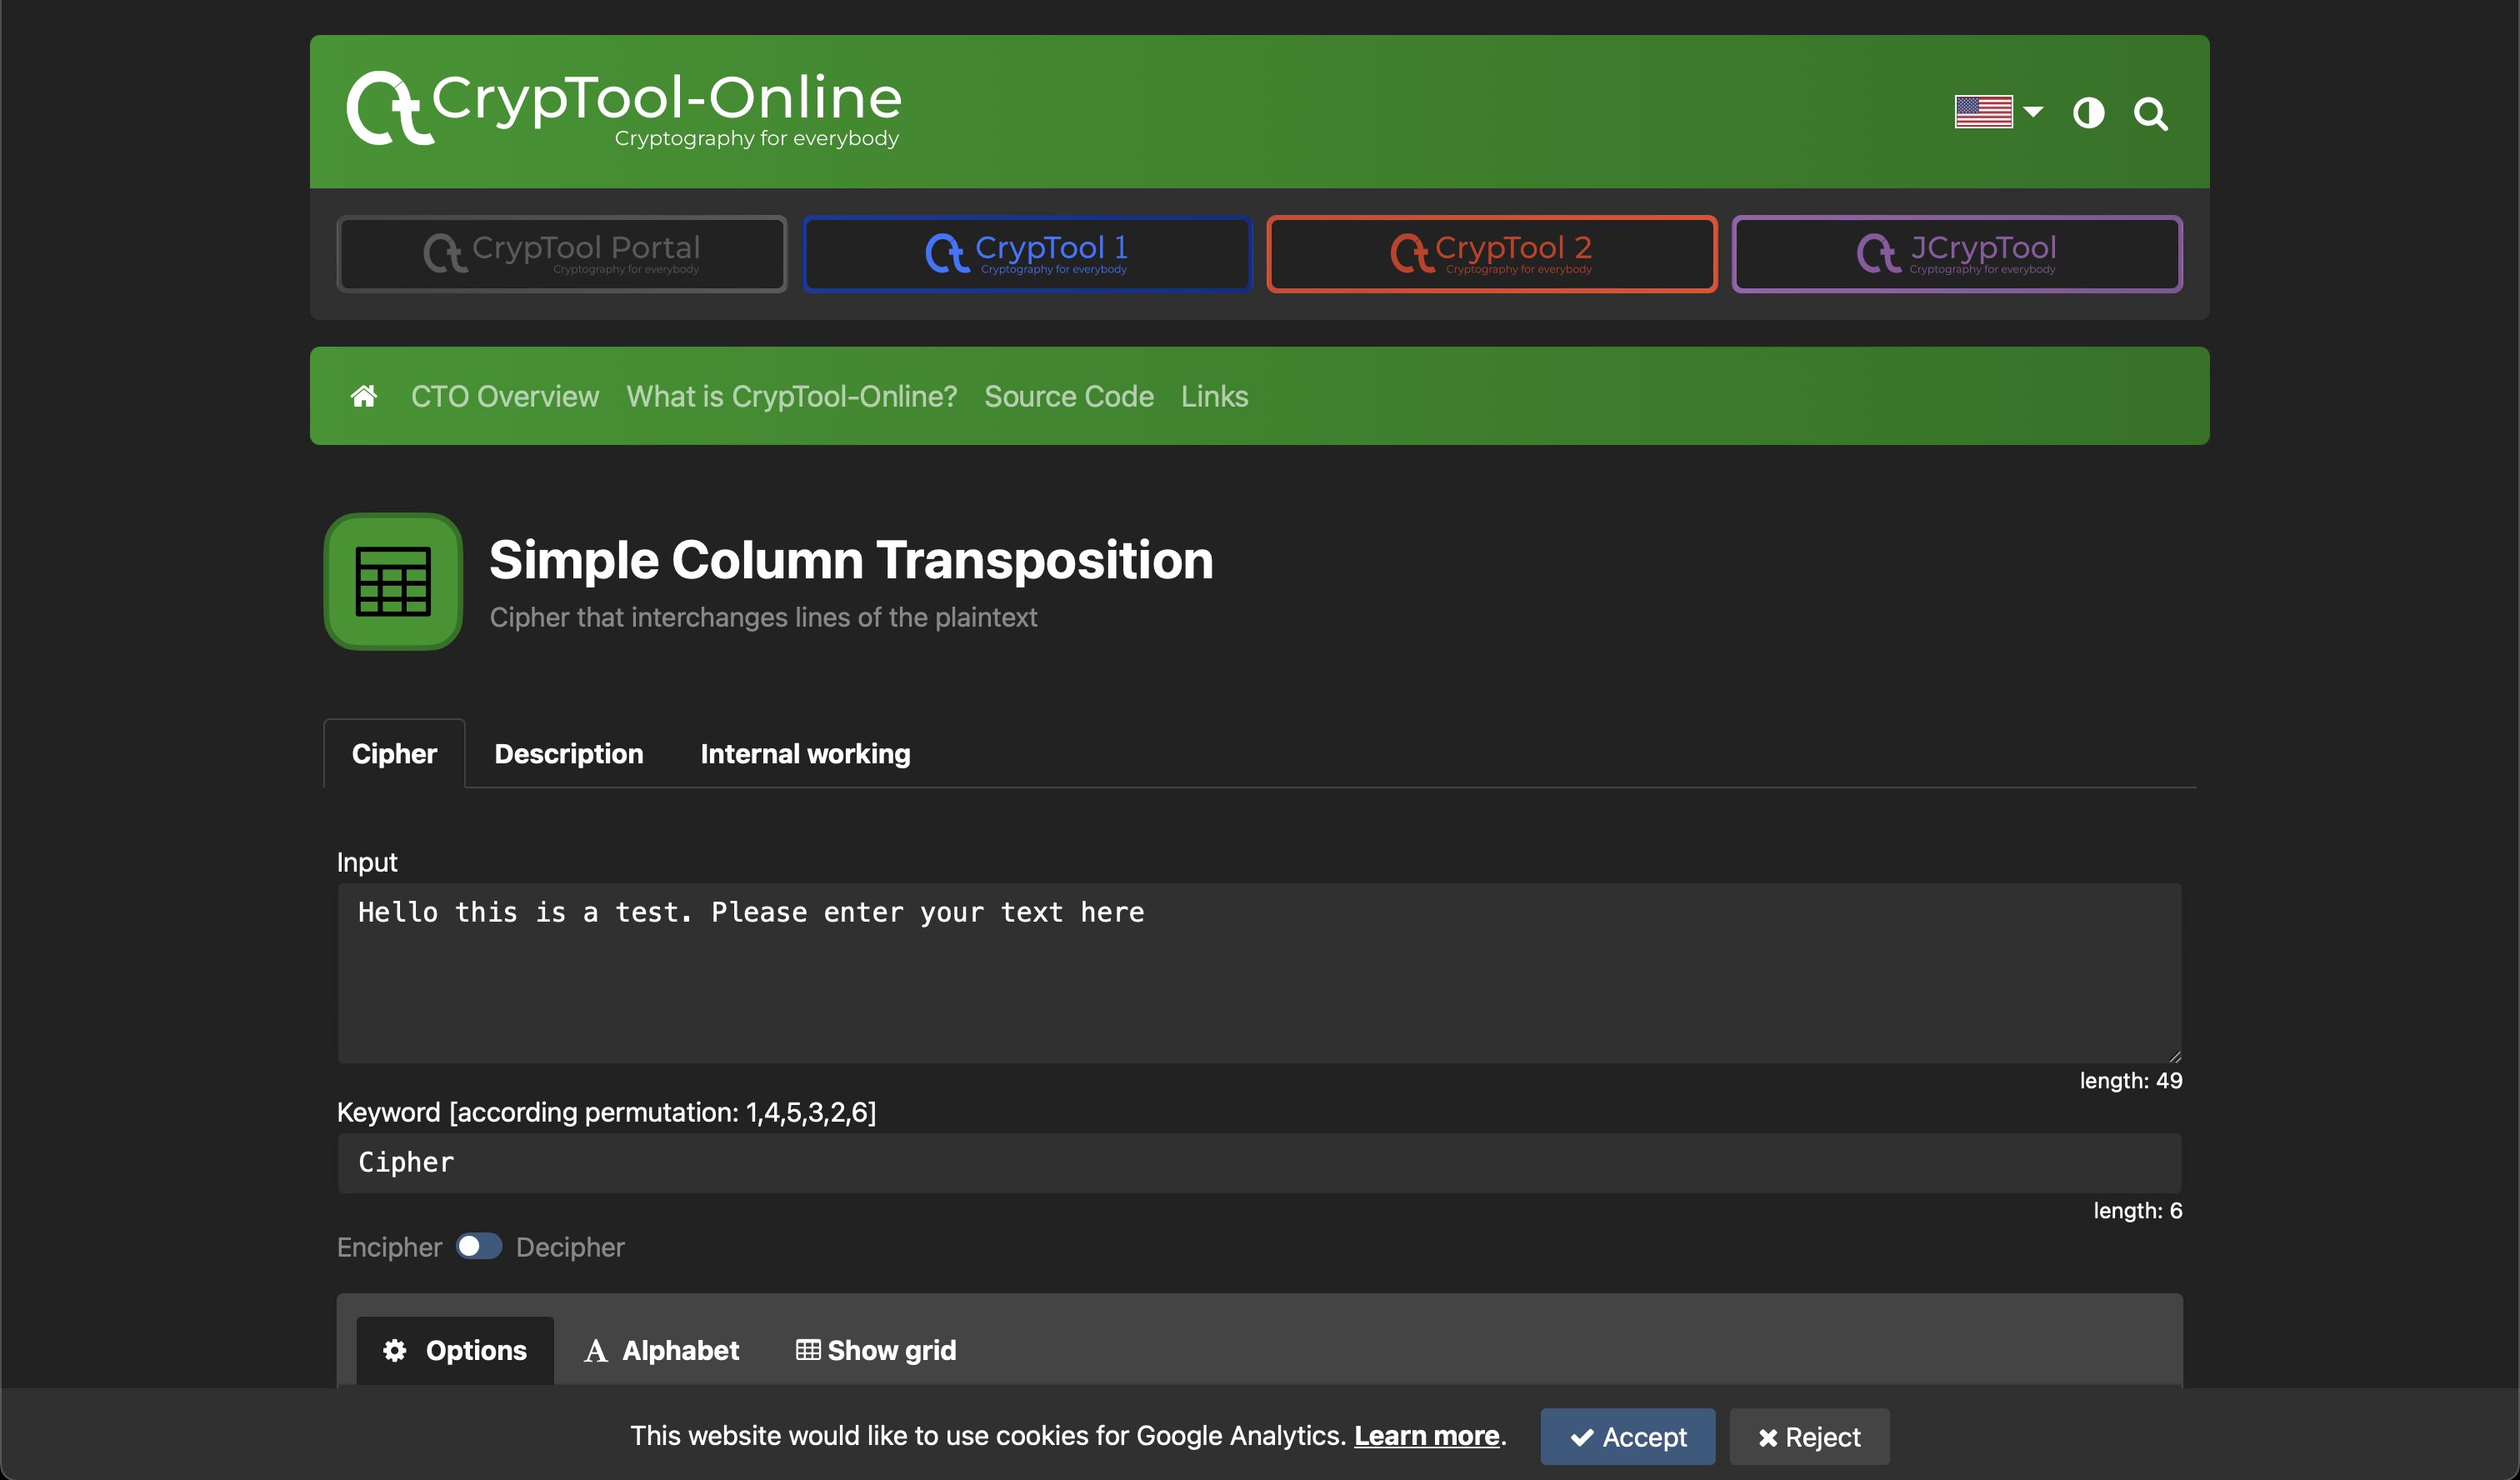 CrypTool-Online
Cryptography for everybody
CrypTool Portal
Cryptography for everybody
CrypTool 1
Cryptography for everybody
CrypTool 2
Cryptography for everybody
JCrypTool
Cryptography for everybody
CTO Overview What is CrypTool-Online? Source Code Links
Simple Column Transposition
Cipher that interchanges lines of the plaintext
Cipher Description Internal working
Input
Hello this is a test. Please enter your text here
length: 49
Keyword [according permutation: 1,4,5,3,2,6]
Cipher
length: 6
Encipher Decipher
Options Alphabet Show grid
This website would like to use cookies for Google Analytics. Learn more. Accept Reject